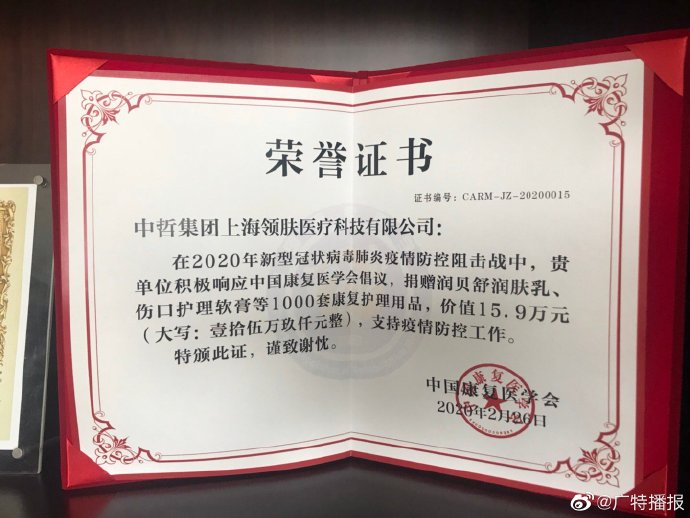 荣誉证书
证书编号：CARM-JZ-20200015
中哲集团上海领肤医疗科技有限公司：
在2020年新型冠状病毒肺炎疫情防控阻击战中，贵
单位积极响应中国康复医学会倡议，捐赠润贝舒润肤乳、
伤口护理软膏等1000套康复护理用品，价值15.9万元
（大写：壹拾伍万玖仟元整），支持疫情防控工作。
特颁此证，谨致谢忱。
中国康复医学会
2020年2月26日
@广特播报